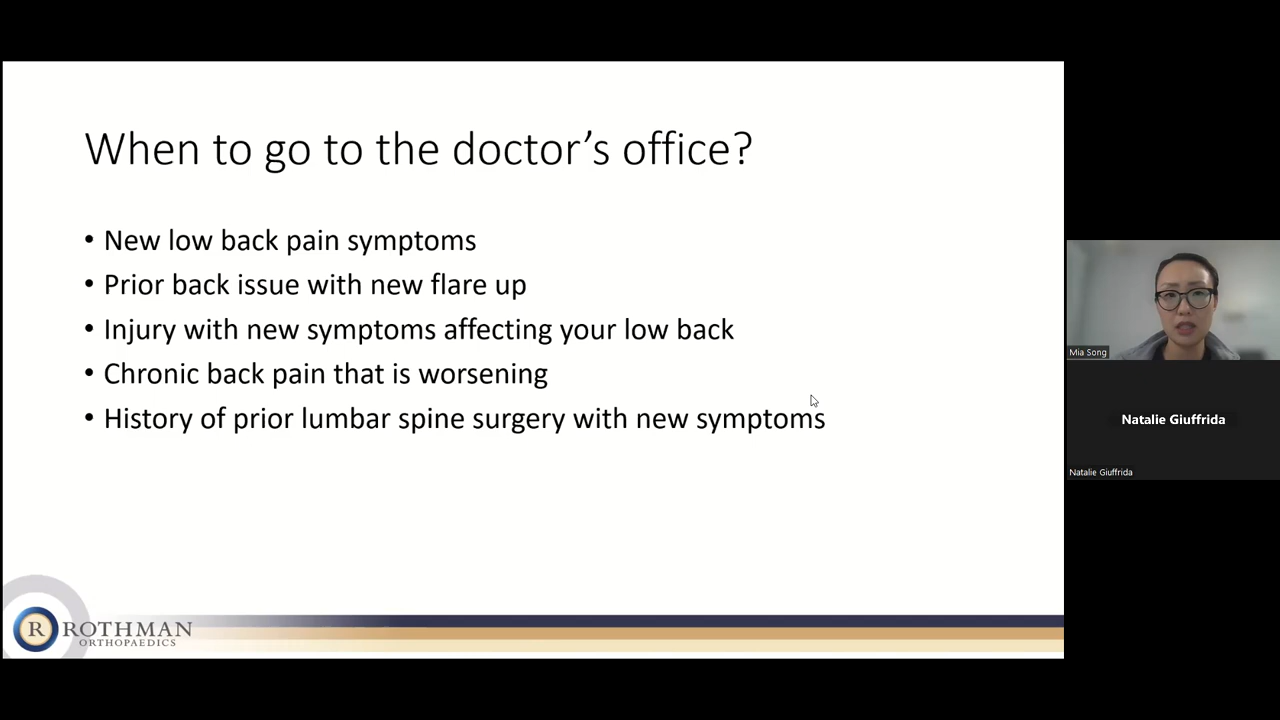 When to go to the doctor's office?
• New low back pain symptoms
• Prior back issue with new flare up
• Injury with new symptoms affecting your low back
• Chronic back pain that is worsening
• History of prior lumbar spine surgery with new symptoms
R ROTHMAN
ORTHOPAEDICS
Mia Song
Natalie Giuffrida
Natalie Giuffrida